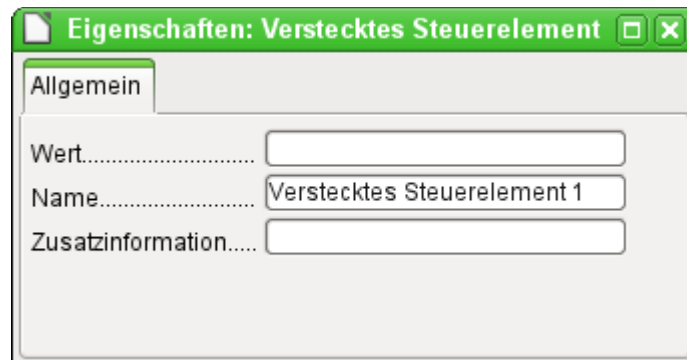 Eigenschaften: Verstecktes Steuerelement
Allgemein
Wert.............................
Name..........................
Verstecktes Steuerelement 1
Zusatzinformation.....